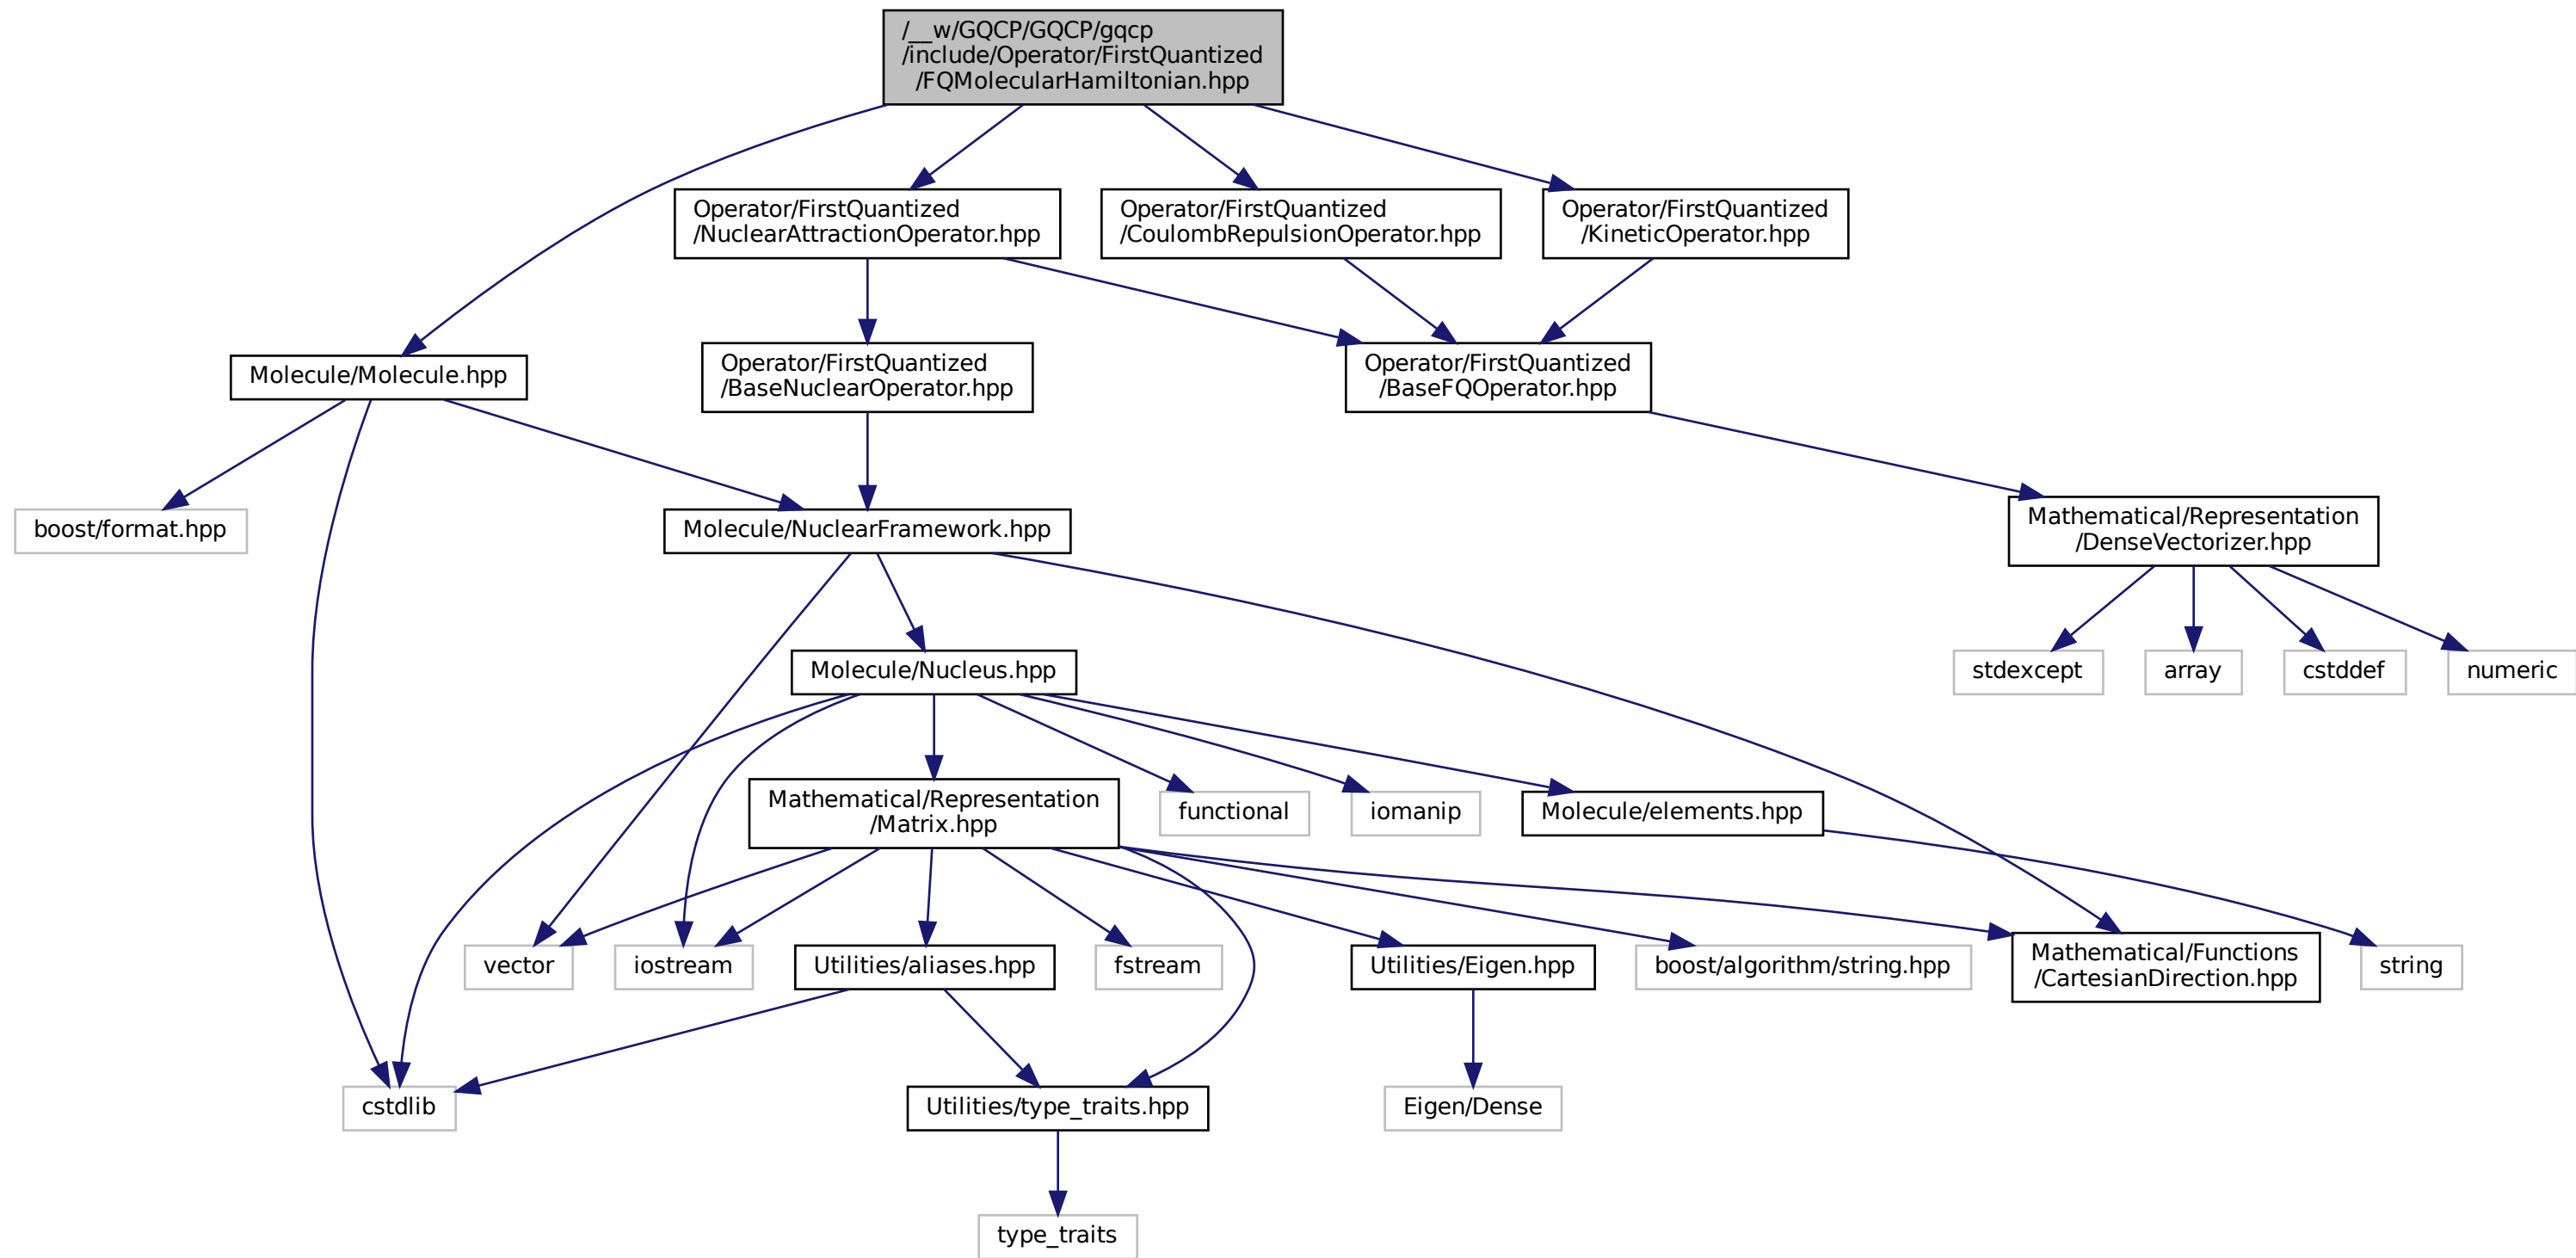 /__w/GQCP/GQCP/gqcp
/include/Operator/FirstQuantized
/FQMolecularHamiltonian.hpp
Operator/FirstQuantized
/NuclearAttractionOperator.hpp
Operator/FirstQuantized
/CoulombRepulsionOperator.hpp
Operator/FirstQuantized
/KineticOperator.hpp
Molecule/Molecule.hpp
Operator/FirstQuantized
/BaseNuclearOperator.hpp
Operator/FirstQuantized
/BaseFQOperator.hpp
boost/format.hpp
Molecule/NuclearFramework.hpp
Mathematical/Representation
/DenseVectorizer.hpp
Molecule/Nucleus.hpp
stdexcept
array
cstddef
numeric
Mathematical/Representation
/Matrix.hpp
functional
iomanip
Molecule/elements.hpp
vector
iostream
Utilities/aliases.hpp
fstream
Utilities/Eigen.hpp
boost/algorithm/string.hpp
Mathematical/Functions
/CartesianDirection.hpp
string
cstdlib
Utilities/type_traits.hpp
Eigen/Dense
type_traits